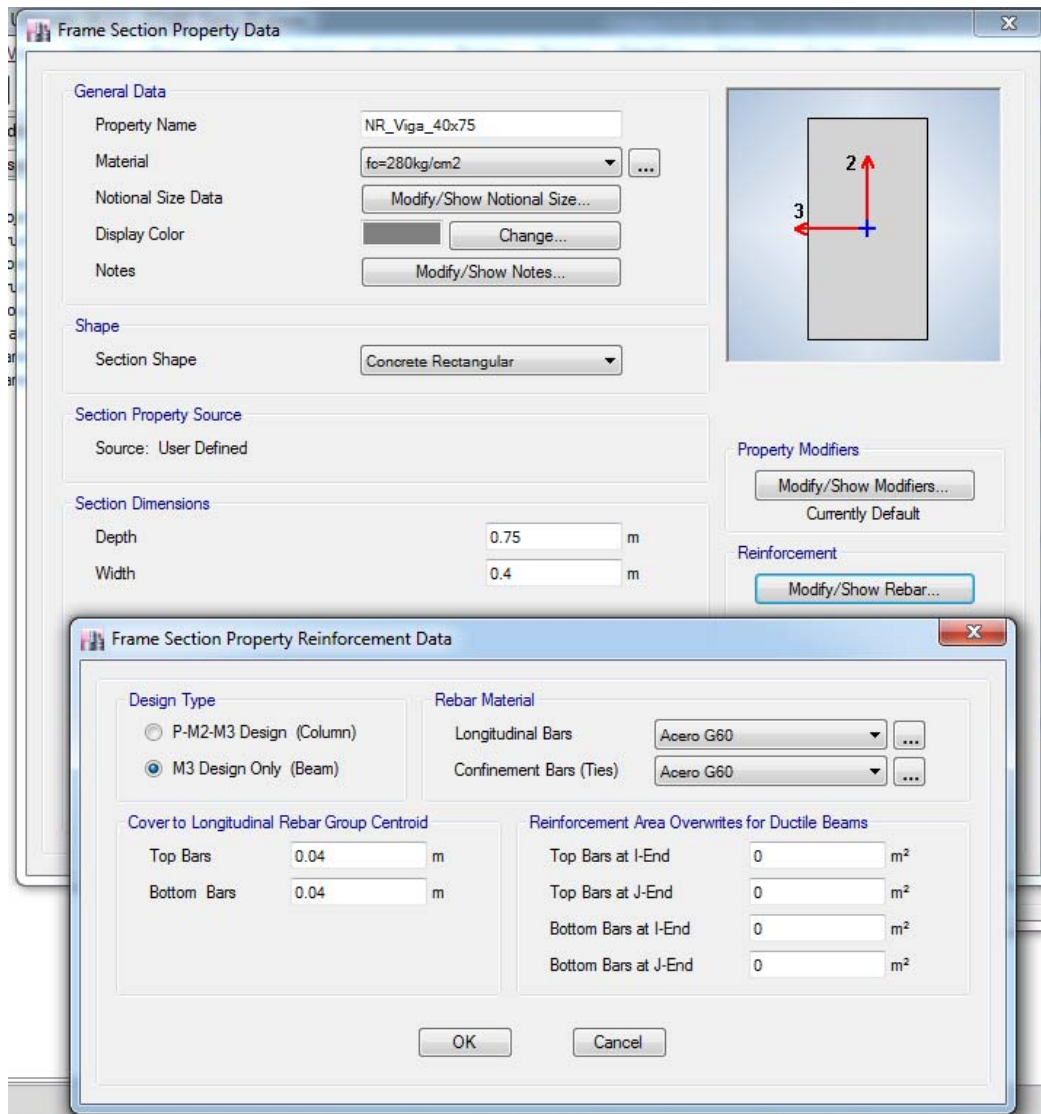 Frame Section Property Data
General Data
Property Name NR_Viga_40x75
Material fc=280kg/cm2 ...
Notional Size Data Modify/Show Notional Size...
Display Color Change...
Notes Modify/Show Notes...
2
3
Shape
Section Shape Concrete Rectangular
Section Property Source
Source: User Defined
Property Modifiers
Modify/Show Modifiers...
Currently Default
Section Dimensions
Depth 0.75 m
Width 0.4 m
Reinforcement
Modify/Show Rebar...
Frame Section Property Reinforcement Data
Design Type
P-M2-M3 Design (Column)
M3 Design Only (Beam)
Rebar Material
Longitudinal Bars Acero G60 ...
Confinement Bars (Ties) Acero G60 ...
Cover to Longitudinal Rebar Group Centroid
Top Bars 0.04 m
Bottom Bars 0.04 m
Reinforcement Area Overwrites for Ductile Beams
Top Bars at I-End 0 m²
Top Bars at J-End 0 m²
Bottom Bars at I-End 0 m²
Bottom Bars at J-End 0 m²
OK Cancel